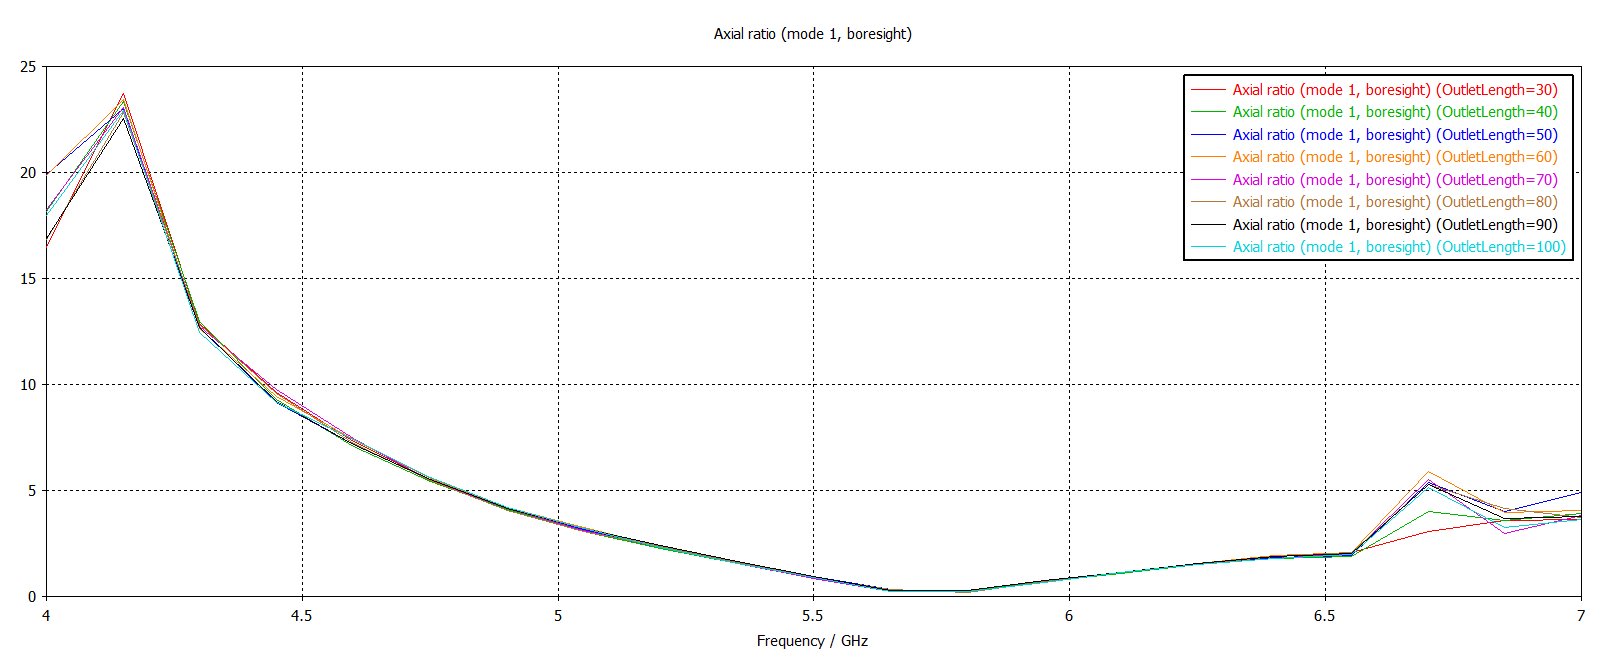 Axial ratio (mode 1, boresight)
25
20
15
10
5
0
4
4.5
5
5.5
6
6.5
7
Frequency / GHz
Axial ratio (mode 1, boresight) (OutletLength=30)
Axial ratio (mode 1, boresight) (OutletLength=40)
Axial ratio (mode 1, boresight) (OutletLength=50)
Axial ratio (mode 1, boresight) (OutletLength=60)
Axial ratio (mode 1, boresight) (OutletLength=70)
Axial ratio (mode 1, boresight) (OutletLength=80)
Axial ratio (mode 1, boresight) (OutletLength=90)
Axial ratio (mode 1, boresight) (OutletLength=100)